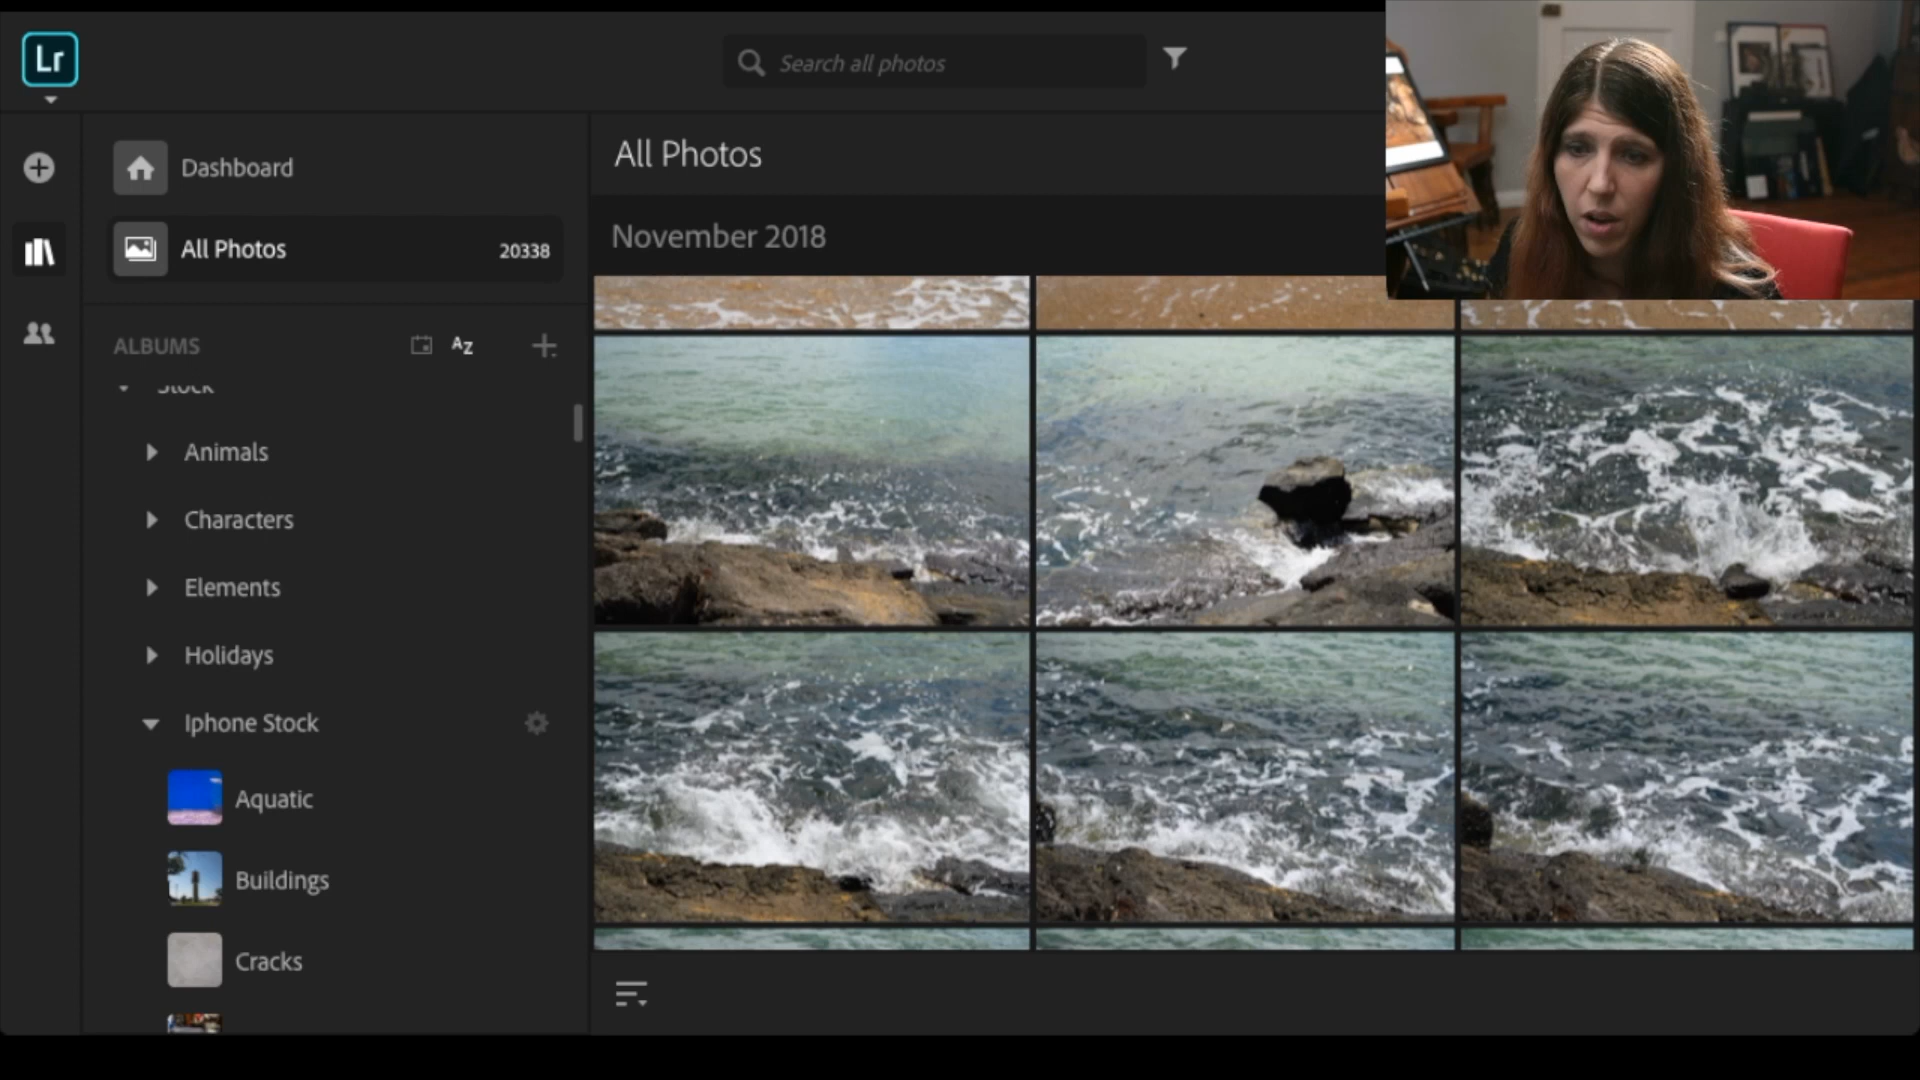 Lr
Search all photos
Dashboard
All Photos
20338
ALBUMS
AZ
Stock
Animals
Characters
Elements
Holidays
Iphone Stock
Aquatic
Buildings
Cracks
All Photos
November 2018